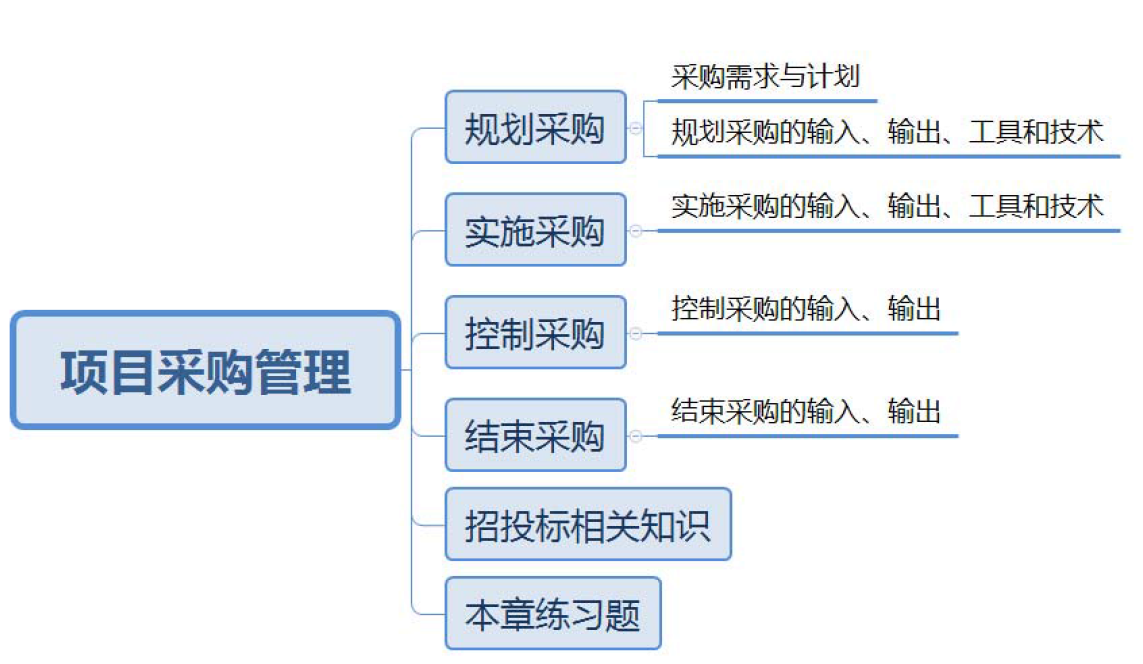 项目采购管理
规划采购
采购需求与计划
规划采购的输入、输出、工具和技术
实施采购
实施采购的输入、输出、工具和技术
控制采购
控制采购的输入、输出
结束采购
结束采购的输入、输出
招投标相关知识
本章练习题